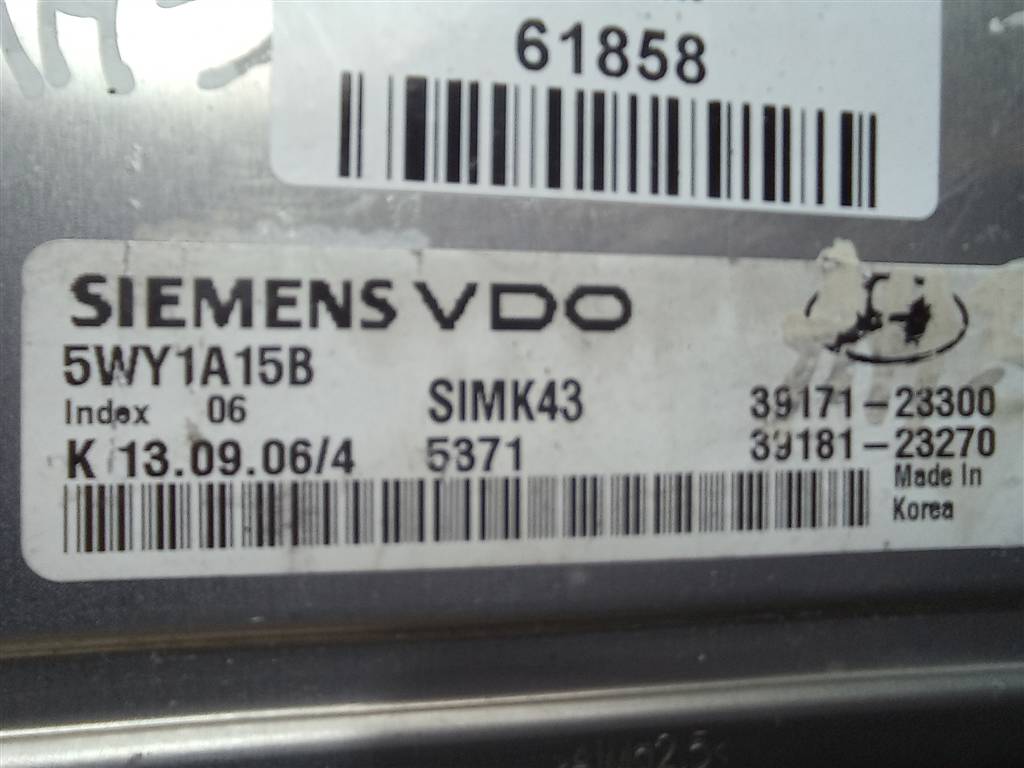 61858
SIEMENS VDO
5WY1A15B
Index 06 SIMK43 39171-23300
K 13.09.06/4 5371 39181-23270
Made In
Korea